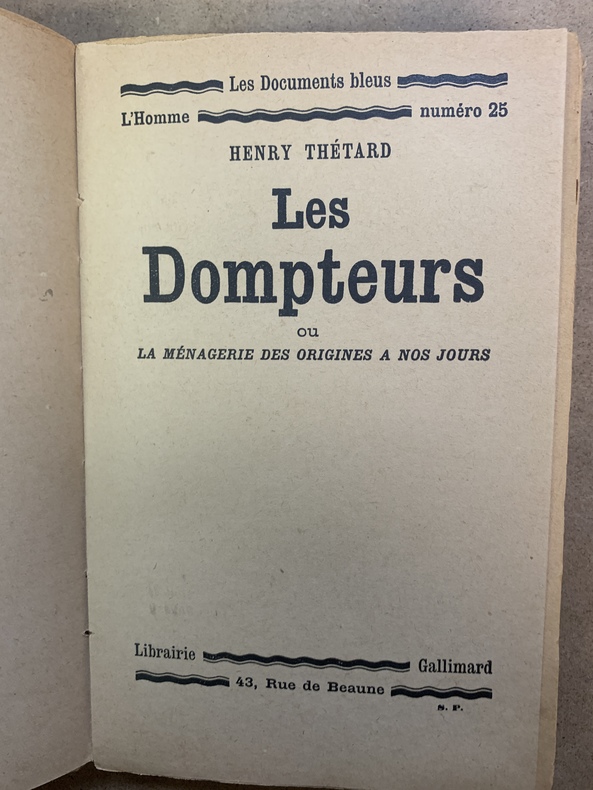 Les Documents bleus
L'Homme numéro 25
HENRY THÉTARD
Les
Dompteurs
ou
LA MÉNAGERIE DES ORIGINES A NOS JOURS
Librairie Gallimard
43, Rue de Beaune
S. P.